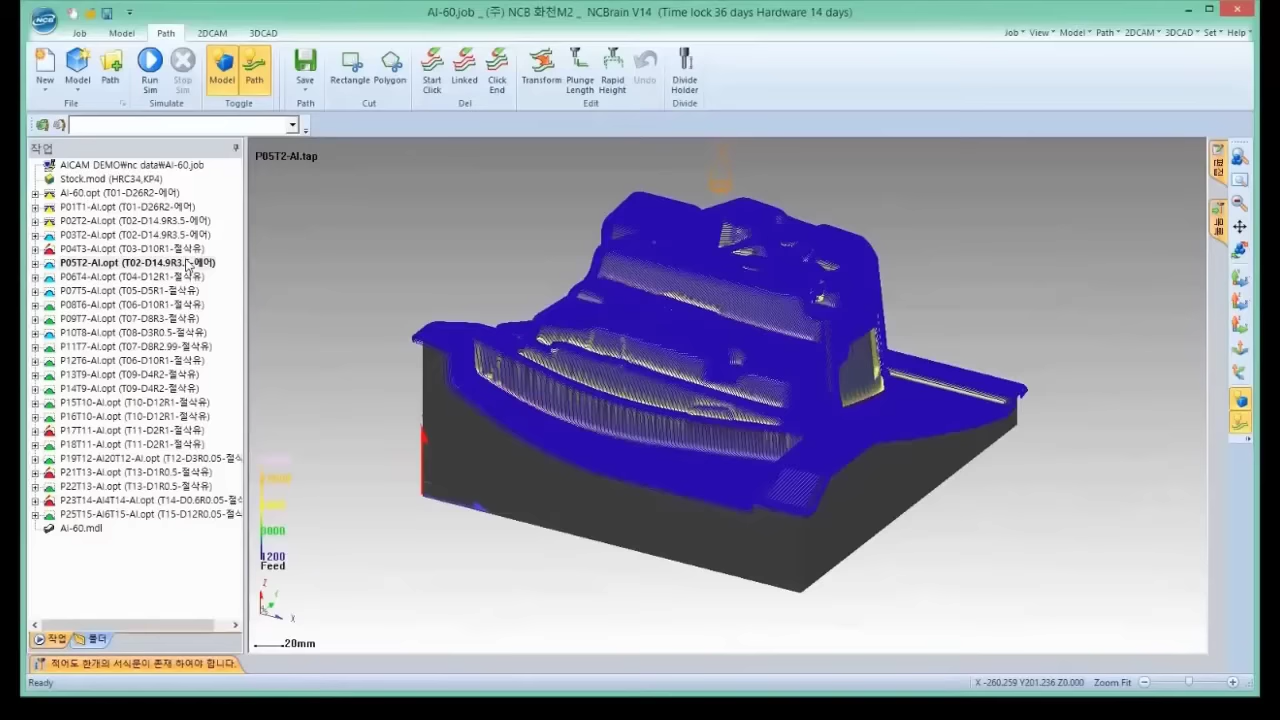 AI-60.job _ (주) NCB 화천M2 _ NCBrain V14 (Time lock 36 days Hardware 14 days)
NCB
Job Model Path 2DCAM 3DCAD
Job View Model Path 2DCAM 3DCAD Set Help
New Model Path Run Sim Stop Sim Model Path Save Rectangle Polygon Start Click Linked Click End Transform Plunge Length Rapid Height Undo Divide Holder
File Simulate Toggle Path Cut Del Edit Divide
작업
AICAM DEMO₩nc data₩AI-60.job
Stock.mod (HRC34,KP4)
AI-60.opt (T01-D26R2-에어)
P01T1-AI.opt (T01-D26R2-에어)
P02T2-AI.opt (T02-D14.9R3.5-에어)
P03T2-AI.opt (T02-D14.9R3.5-에어)
P04T3-AI.opt (T03-D10R1-절삭유)
P05T2-AI.opt (T02-D14.9R3. -에어)
P06T4-AI.opt (T04-D12R1-절삭유)
P07T5-AI.opt (T05-D5R1-절삭유)
P08T6-AI.opt (T06-D10R1-절삭유)
P09T7-AI.opt (T07-D8R3-절삭유)
P10T8-AI.opt (T08-D3R0.5-절삭유)
P11T7-AI.opt (T07-D8R2.99-절삭유)
P12T6-AI.opt (T06-D10R1-절삭유)
P13T9-AI.opt (T09-D4R2-절삭유)
P14T9-AI.opt (T09-D4R2-절삭유)
P15T10-AI.opt (T10-D12R1-절삭유)
P16T10-AI.opt (T10-D12R1-절삭유)
P17T11-AI.opt (T11-D2R1-절삭유)
P18T11-AI.opt (T11-D2R1-절삭유)
P19T12-AI20T12-AI.opt (T12-D3R0.05-절삭
P21T13-AI.opt (T13-D1R0.5-절삭유)
P22T13-AI.opt (T13-D1R0.5-절삭유)
P23T14-AI4T14-AI.opt (T14-D0.6R0.05-절
P25T15-AI6T15-AI.opt (T15-D12R0.05-절
AI-60.mdl
작업 폴더
적어도 한개의 서식문이 존재 하여야 합니다.
P05T2-AI.tap
1200
Feed
Z
X
20mm
Ready
X -260.259 Y201.236 Z0.000 Zoom Fit